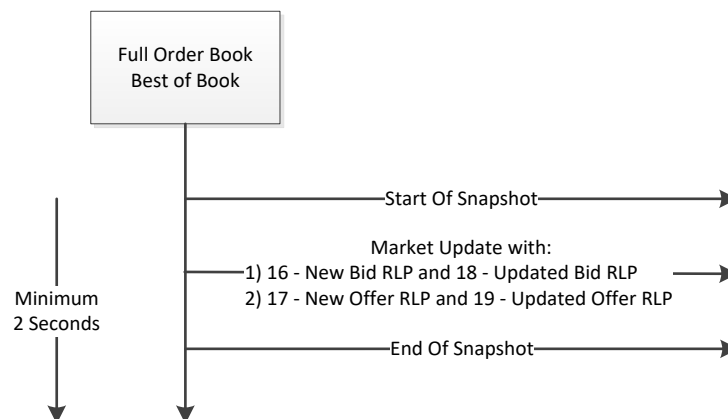 Full Order Book
Best of Book
Start Of Snapshot
Market Update with:
1) 16 - New Bid RLP and 18 - Updated Bid RLP
2) 17 - New Offer RLP and 19 - Updated Offer RLP
Minimum
2 Seconds
End Of Snapshot